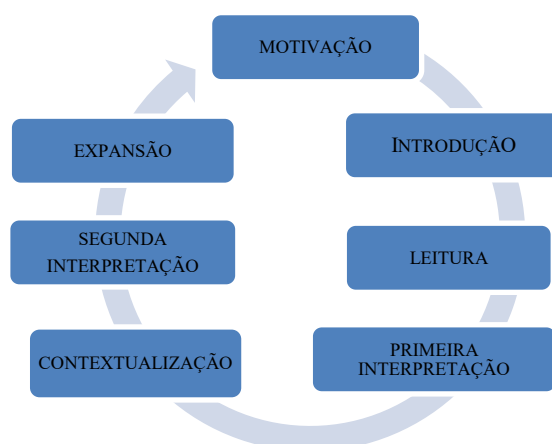 MOTIVAÇÃO
INTRODUÇÃO
LEITURA
PRIMEIRA
INTERPRETAÇÃO
CONTEXTUALIZAÇÃO
SEGUNDA
INTERPRETAÇÃO
EXPANSÃO